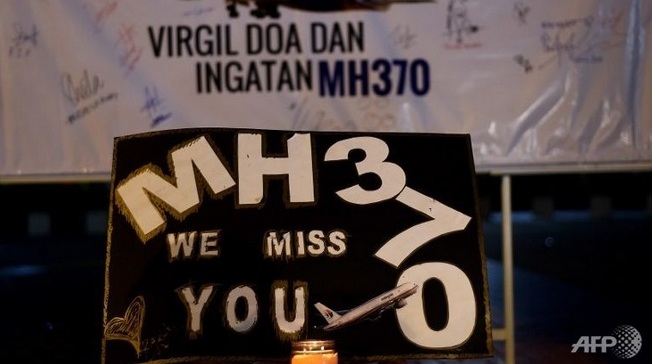 VIRGIL DOA DAN
INGATAN MH370
MH370
WE MISS
YOU
AFP